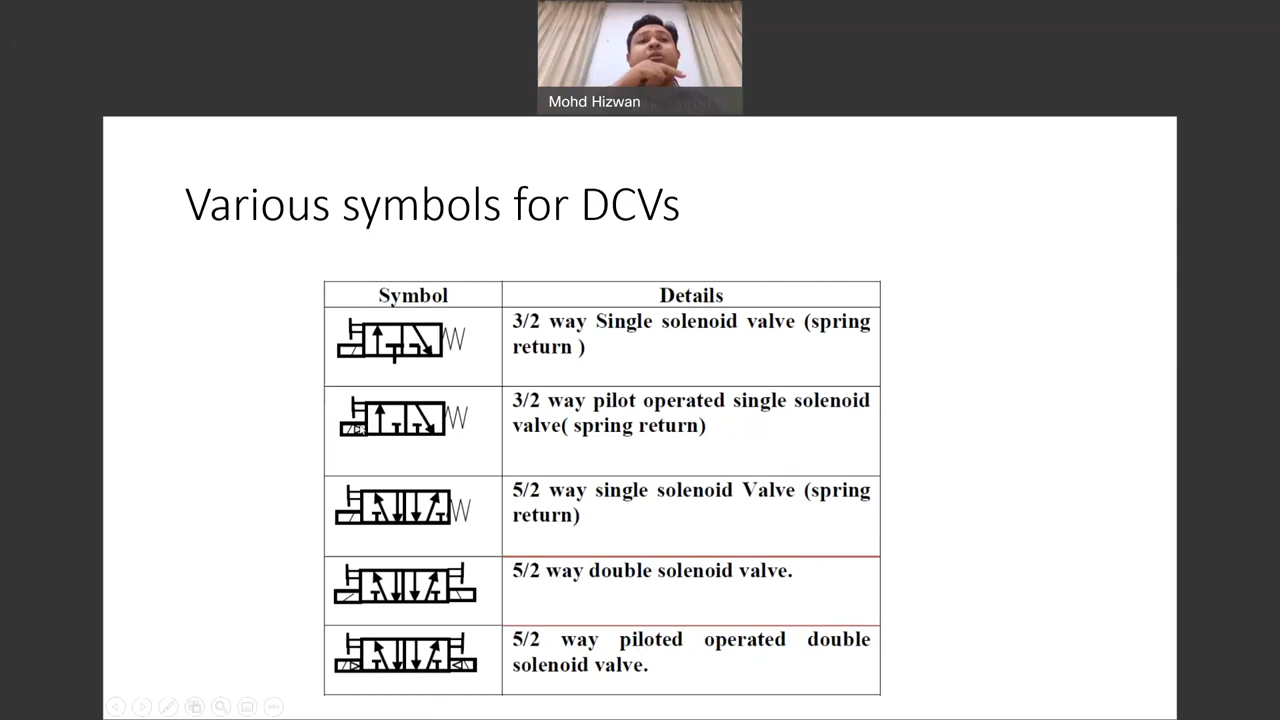 Mohd Hizwan
Various symbols for DCVs
Symbol
Details
3/2 way Single solenoid valve (spring
return )
3/2 way pilot operated single solenoid
valve( spring return)
5/2 way single solenoid Valve (spring
return)
5/2 way double solenoid valve.
5/2 way piloted operated double
solenoid valve.